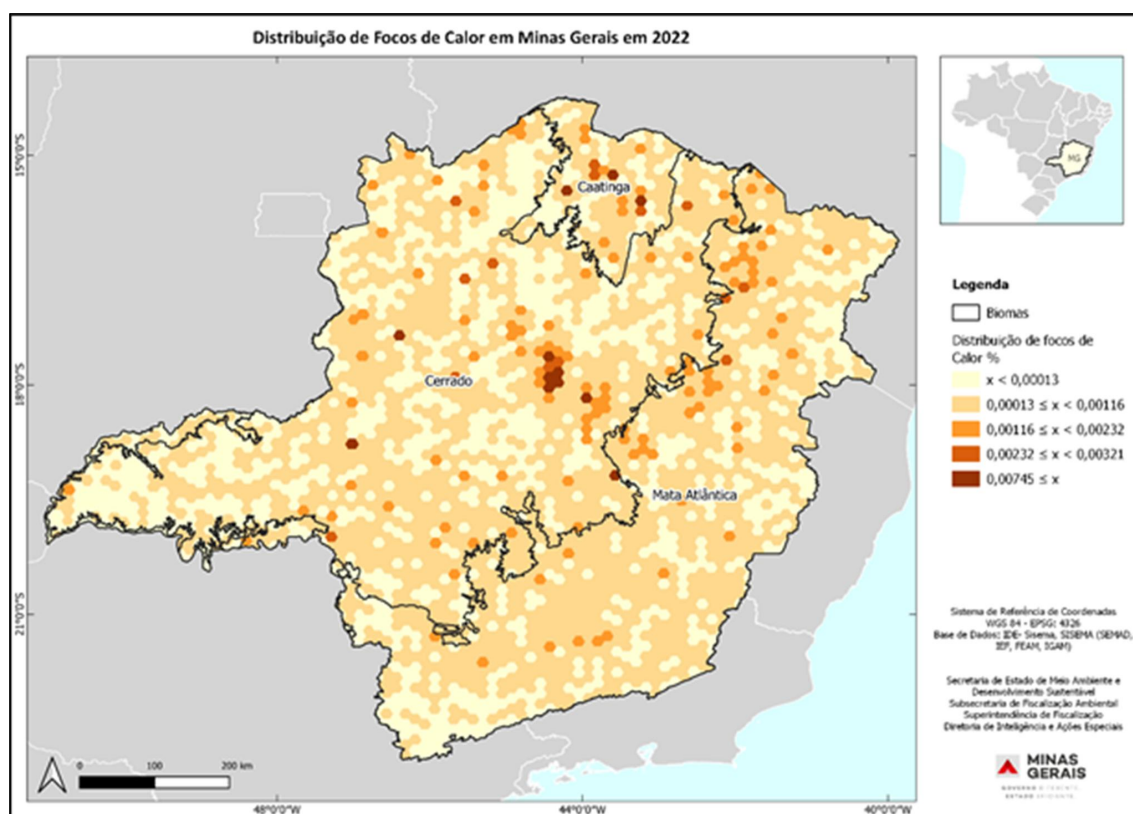 Distribuição de Focos de Calor em Minas Gerais em 2022
15°0'0"S
18°0'0"S
21°0'0"S
Caatinga
Cerrado
Mata Atlântica
0 100 200 km
48°0'0"W
44°0'0"W
40°0'0"W
MG
Legenda
Biomas
Distribuição de focos de
Calor %
x < 0,00013
0,00013 ≤ x < 0,00116
0,00116 ≤ x < 0,00232
0,00232 ≤ x < 0,00321
0,00745 ≤ x
Sistema de Referência de Coordenadas
WGS 84 - EPSG: 4326
Base de Dados: IDE- Sisema, SISEMA (SEMAD,
IEF, FEAM, IGAM)
Secretaria de Estado de Meio Ambiente e
Desenvolvimento Sustentável
Subsecretaria de Fiscalização Ambiental
Superintendência de Fiscalização
Diretoria de Inteligência e Ações Especiais
MINAS
GERAIS
GOVERNO DIFERENTE.
ESTADO EFICIENTE.